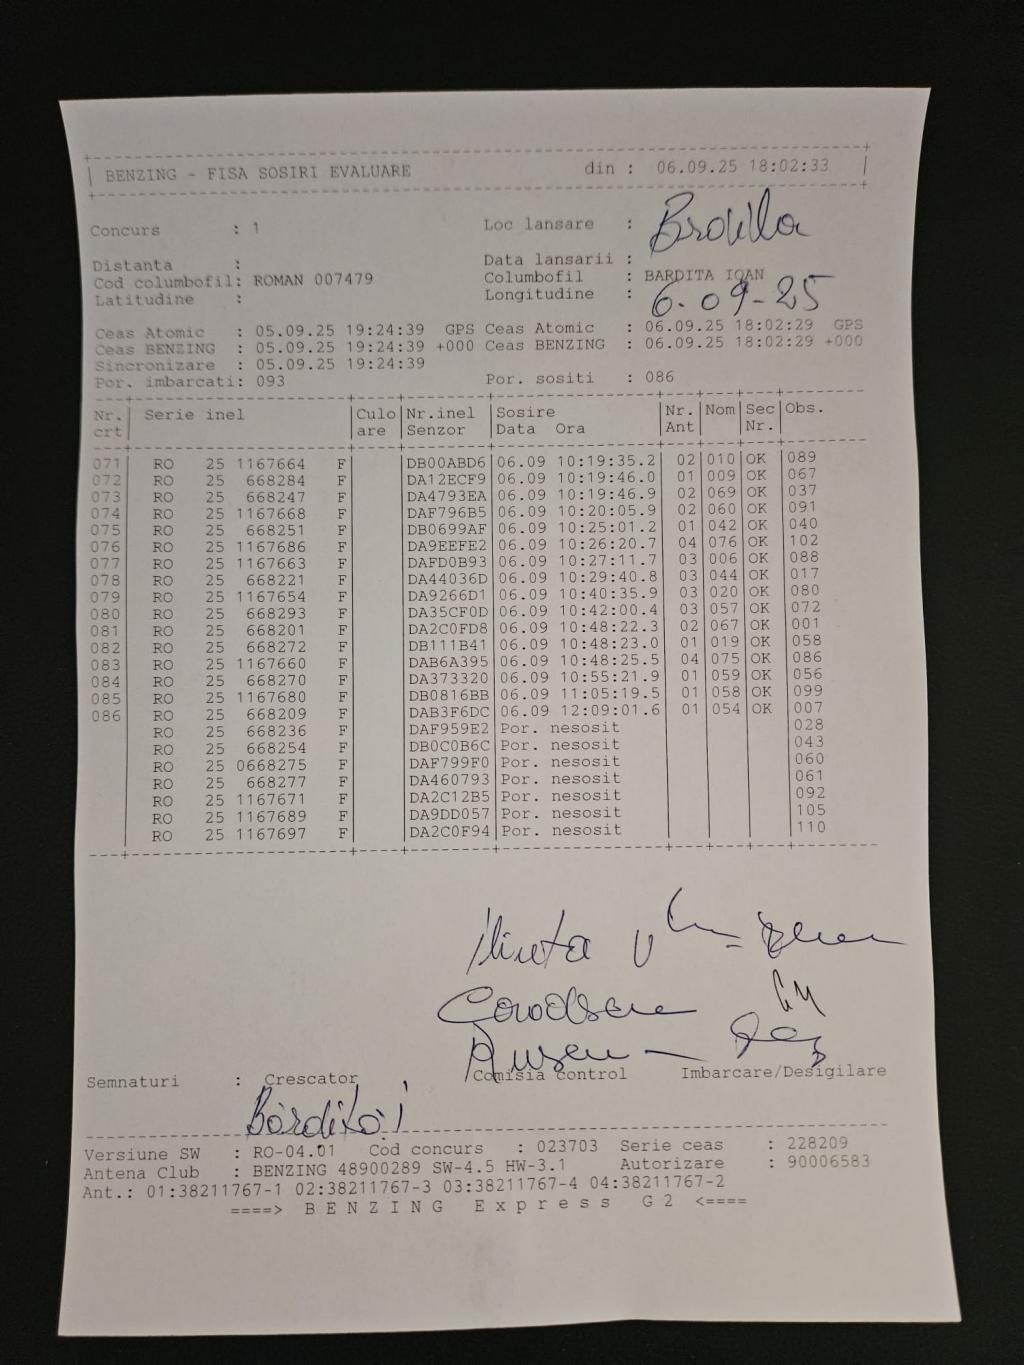 BENZING - FISA SOSIRI EVALUARE din : 06.09.25 18:02:33
Concurs : 1 Loc lansare :
Distanta : Data lansarii :
Cod columbofil: ROMAN 007479 Columbofil : BARDITA IOAN
Latitudine : Longitudine : 6.09-25
Ceas Atomic : 05.09.25 19:24:39 GPS Ceas Atomic : 06.09.25 18:02:29 GPS
Ceas BENZING : 05.09.25 19:24:39 +000 Ceas BENZING : 06.09.25 18:02:29 +000
Sincronizare : 05.09.25 19:24:39
Por. imbarcati: 093 Por. sositi : 086
Nr. Serie inel Culo Nr.inel Sosire Nr. Nom Sec Obs.
crt are Senzor Data Ora Ant Nr.
071 RO 25 1167664 F DB00ABD6 06.09 10:19:35.2 02 010 OK 089
072 RO 25 668284 F DA12ECF9 06.09 10:19:46.0 01 009 OK 067
073 RO 25 668247 F DA4793EA 06.09 10:19:46.9 02 069 OK 037
074 RO 25 1167668 F DAF796B5 06.09 10:20:05.9 02 060 OK 091
075 RO 25 668251 F DB0699AF 06.09 10:25:01.2 01 042 OK 040
076 RO 25 1167686 F DA9EEFE2 06.09 10:26:20.7 04 076 OK 102
077 RO 25 1167663 F DAFD0B93 06.09 10:27:11.7 03 006 OK 088
078 RO 25 668221 F DA44036D 06.09 10:29:40.8 03 044 OK 017
079 RO 25 1167654 F DA9266D1 06.09 10:40:35.9 03 020 OK 080
080 RO 25 668293 F DA35CF0D 06.09 10:42:00.4 03 057 OK 072
081 RO 25 668201 F DA2C0FD8 06.09 10:48:22.3 02 067 OK 001
082 RO 25 668272 F DB111B41 06.09 10:48:23.0 01 019 OK 058
083 RO 25 1167660 F DAB6A395 06.09 10:48:25.5 04 075 OK 086
084 RO 25 668270 F DA373320 06.09 10:55:21.9 01 059 OK 056
085 RO 25 1167680 F DB0816BB 06.09 11:05:19.5 01 058 OK 099
086 RO 25 668209 F DAB3F6DC 06.09 12:09:01.6 01 054 OK 007
RO 25 668236 F DAF959E2 Por. nesosit 028
RO 25 668254 F DB0C0B6C Por. nesosit 043
RO 25 0668275 F DAF799F0 Por. nesosit 060
RO 25 668277 F DA460793 Por. nesosit 061
RO 25 1167671 F DA2C12B5 Por. nesosit 092
RO 25 1167689 F DA9DD057 Por. nesosit 105
RO 25 1167697 F DA2C0F94 Por. nesosit 110
Semnaturi : Crescator Comisia control Imbarcare/Desigilare
Versiune SW : RO-04.01 Cod concurs : 023703 Serie ceas : 228209
Antena Club : BENZING 48900289 SW-4.5 HW-3.1 Autorizare : 90006583
Ant.: 01:38211767-1 02:38211767-3 03:38211767-4 04:38211767-2
====> B E N Z I N G E x p r e s s G 2 <====